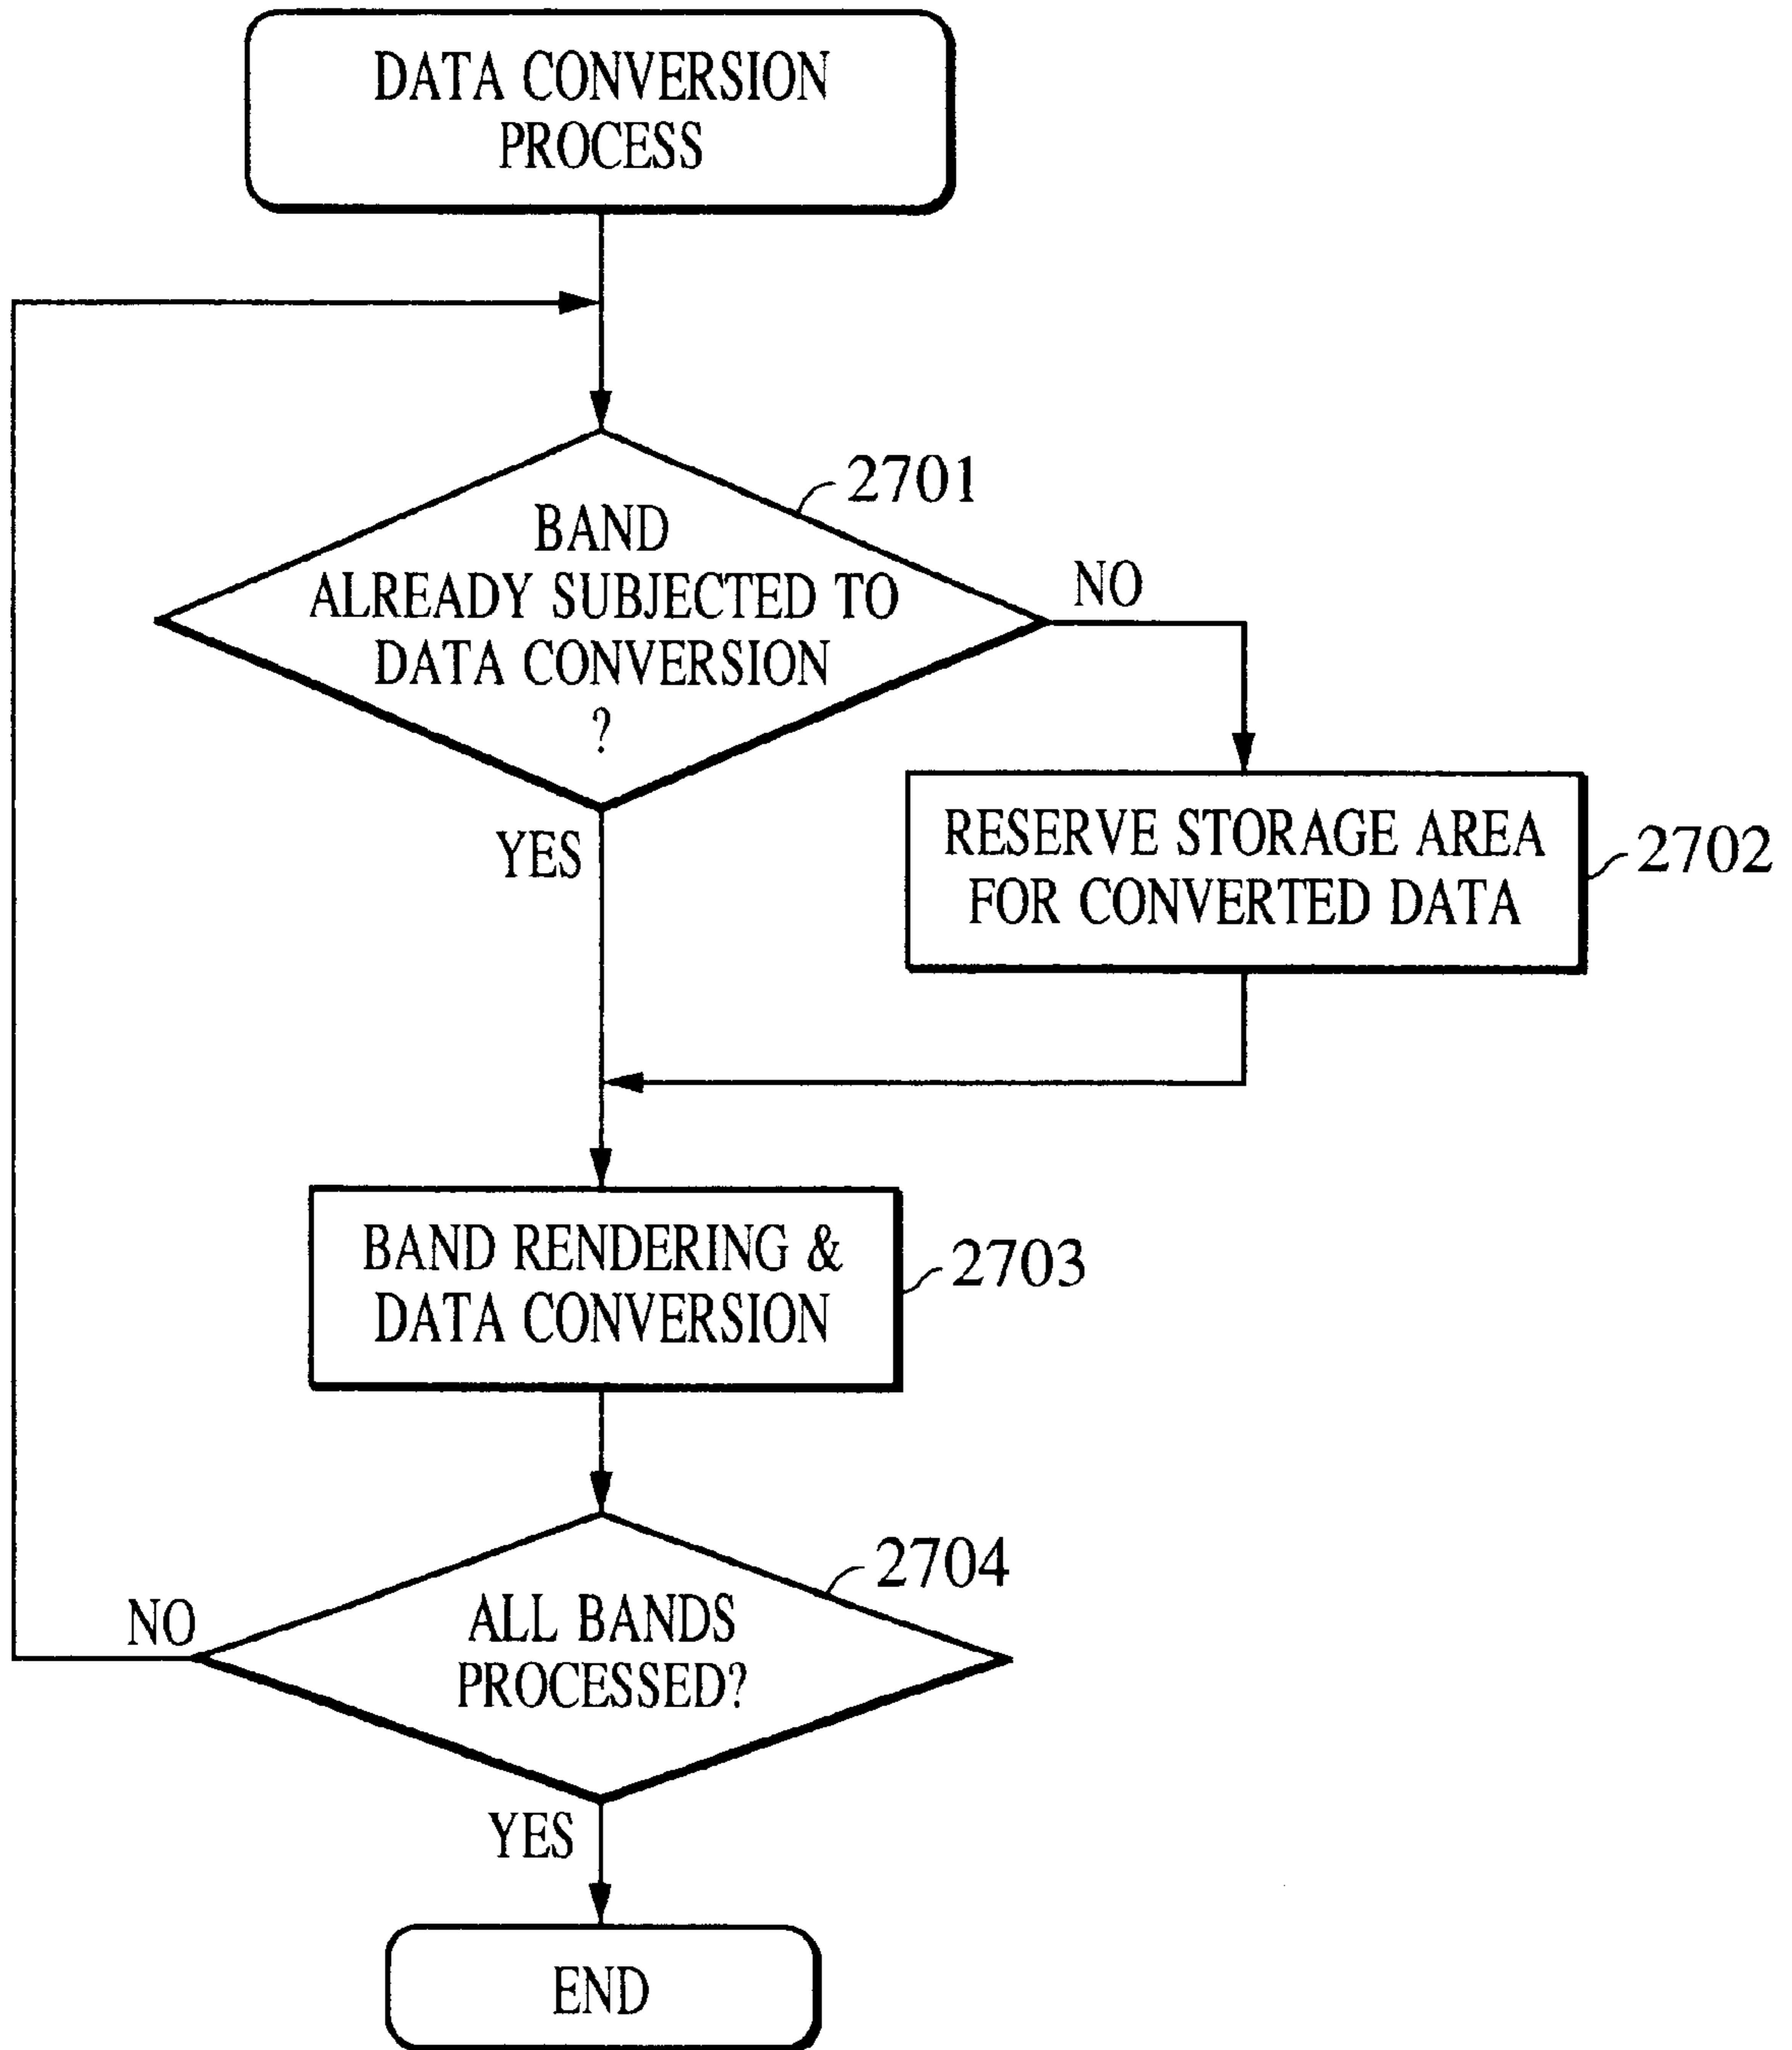 DATA CONVERSION
PROCESS
2701
BAND
ALREADY SUBJECTED TO
DATA CONVERSION
?
NO
YES
RESERVE STORAGE AREA
FOR CONVERTED DATA
2702
BAND RENDERING &
DATA CONVERSION
2703
2704
ALL BANDS
PROCESSED?
NO
YES
END